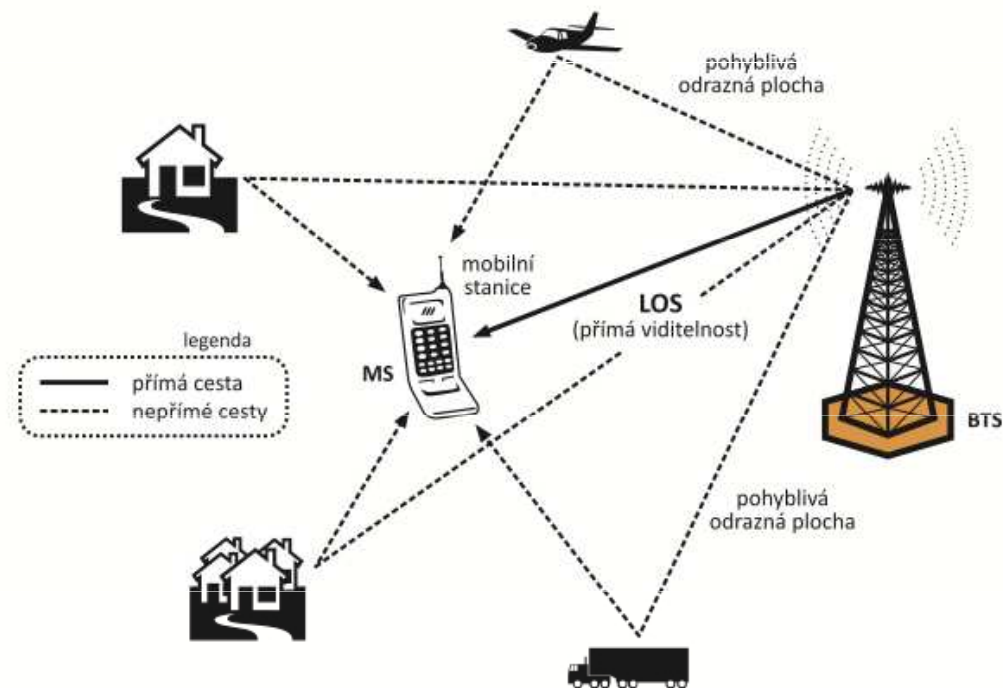 pohyblivá
odrazná plocha
mobilní
stanice
LOS
(přímá viditelnost)
legenda
přímá cesta
nepřímé cesty
MS
BTS
pohyblivá
odrazná plocha